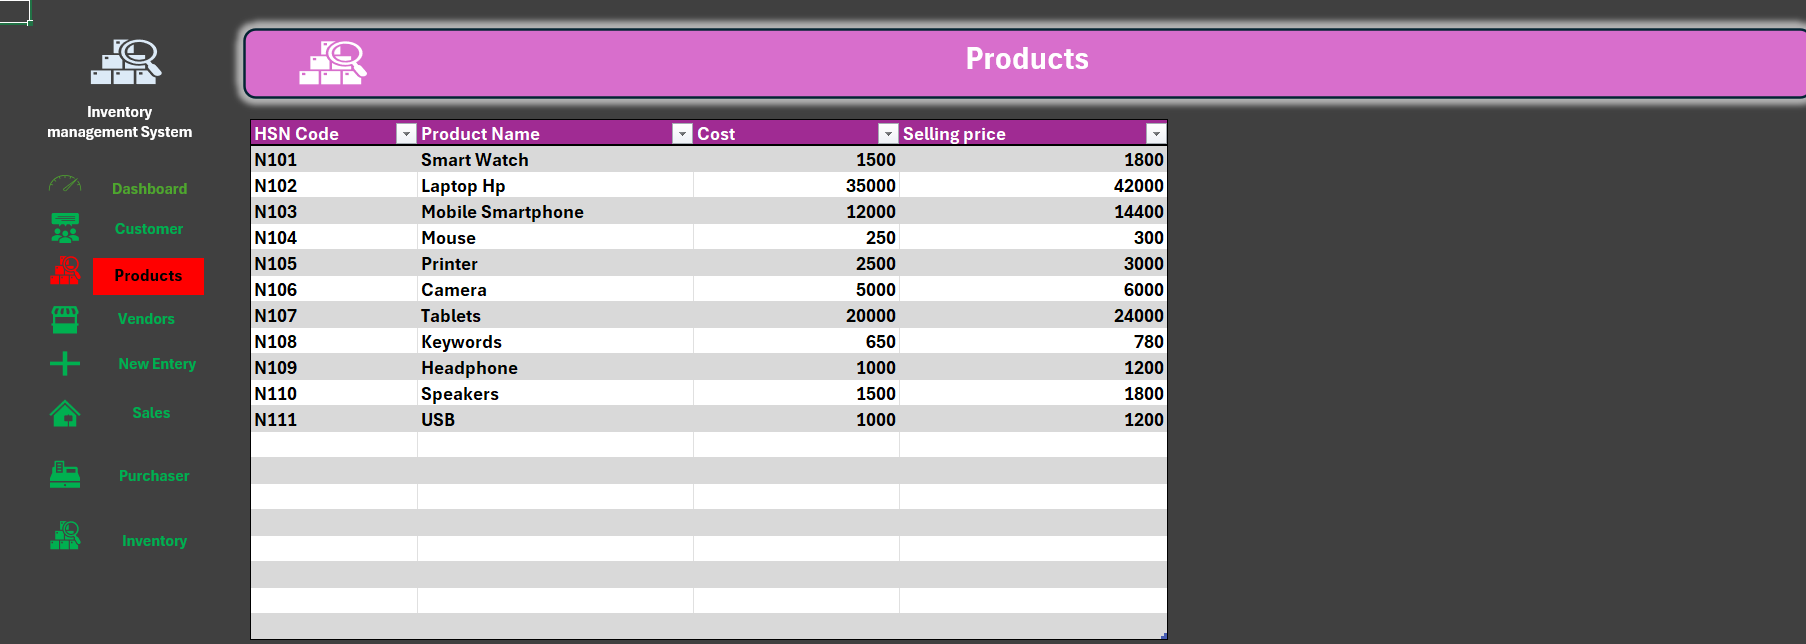 Products
Inventory
management System
Dashboard
Customer
Products
Vendors
New Entery
Sales
Purchaser
Inventory
HSN Code Product Name Cost Selling price
N101 Smart Watch 1500 1800
N102 Laptop Hp 35000 42000
N103 Mobile Smartphone 12000 14400
N104 Mouse 250 300
N105 Printer 2500 3000
N106 Camera 5000 6000
N107 Tablets 20000 24000
N108 Keywords 650 780
N109 Headphone 1000 1200
N110 Speakers 1500 1800
N111 USB 1000 1200